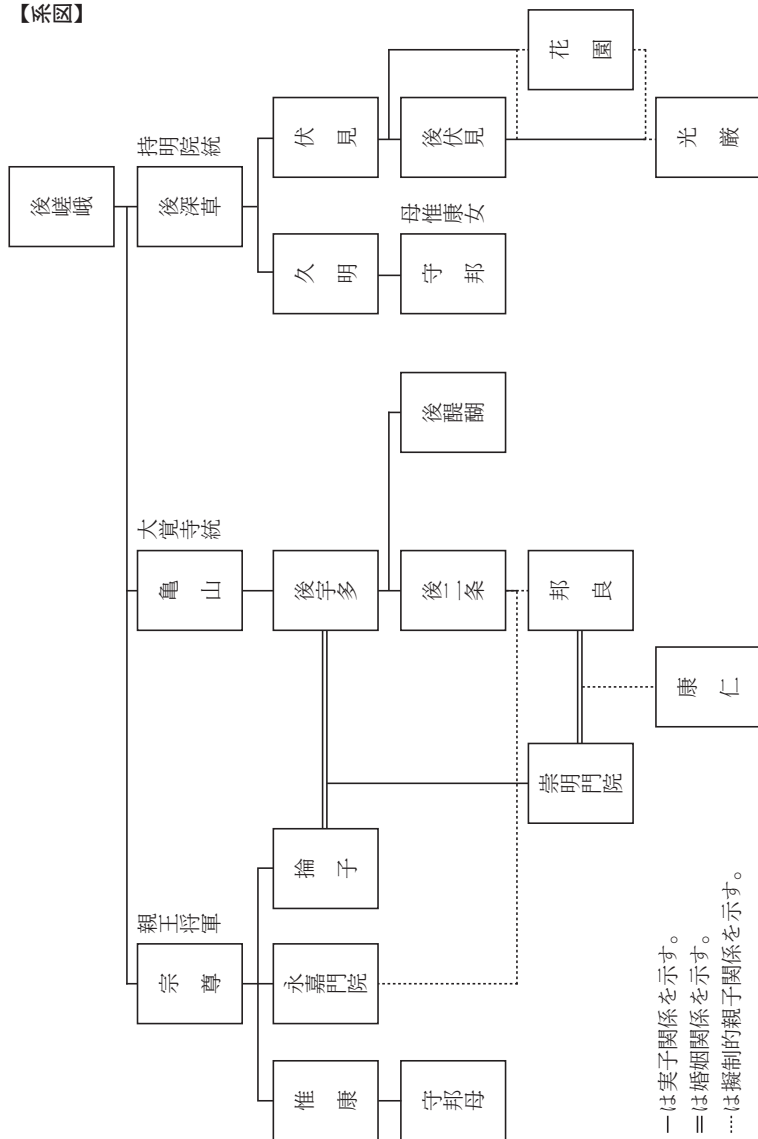 【系図】
後嵯峨
持明院統
後深草
伏見
後伏見
花園
光厳
久明
母惟康女
守邦
大覚寺統
亀山
後宇多
後醍醐
後二条
邦良
康仁
崇明門院
親王将軍
宗尊
掄子
永嘉門院
惟康
守邦母
―は実子関係を示す。
＝は婚姻関係を示す。
…は擬制的親子関係を示す。